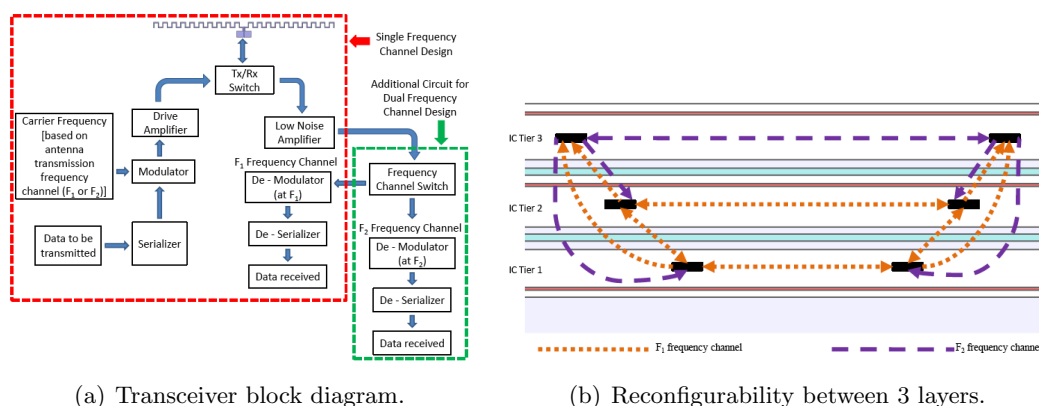 Single Frequency
Channel Design
Tx/Rx
Switch
Additional Circuit for
Dual Frequency
Channel Design
Drive
Amplifier
Low Noise
Amplifier
Carrier Frequency
[based on
antenna
transmission
frequency
channel (F1 or F2)]
Modulator
F1 Frequency Channel
De - Modulator
(at F1)
Frequency
Channel Switch
Data to be
transmitted
Serializer
De - Serializer
Data received
F2 Frequency Channel
De - Modulator
(at F2)
De - Serializer
Data received
(a) Transceiver block diagram.
IC Tier 3
IC Tier 2
IC Tier 1
F1 frequency channel
F2 frequency channel
(b) Reconfigurability between 3 layers.